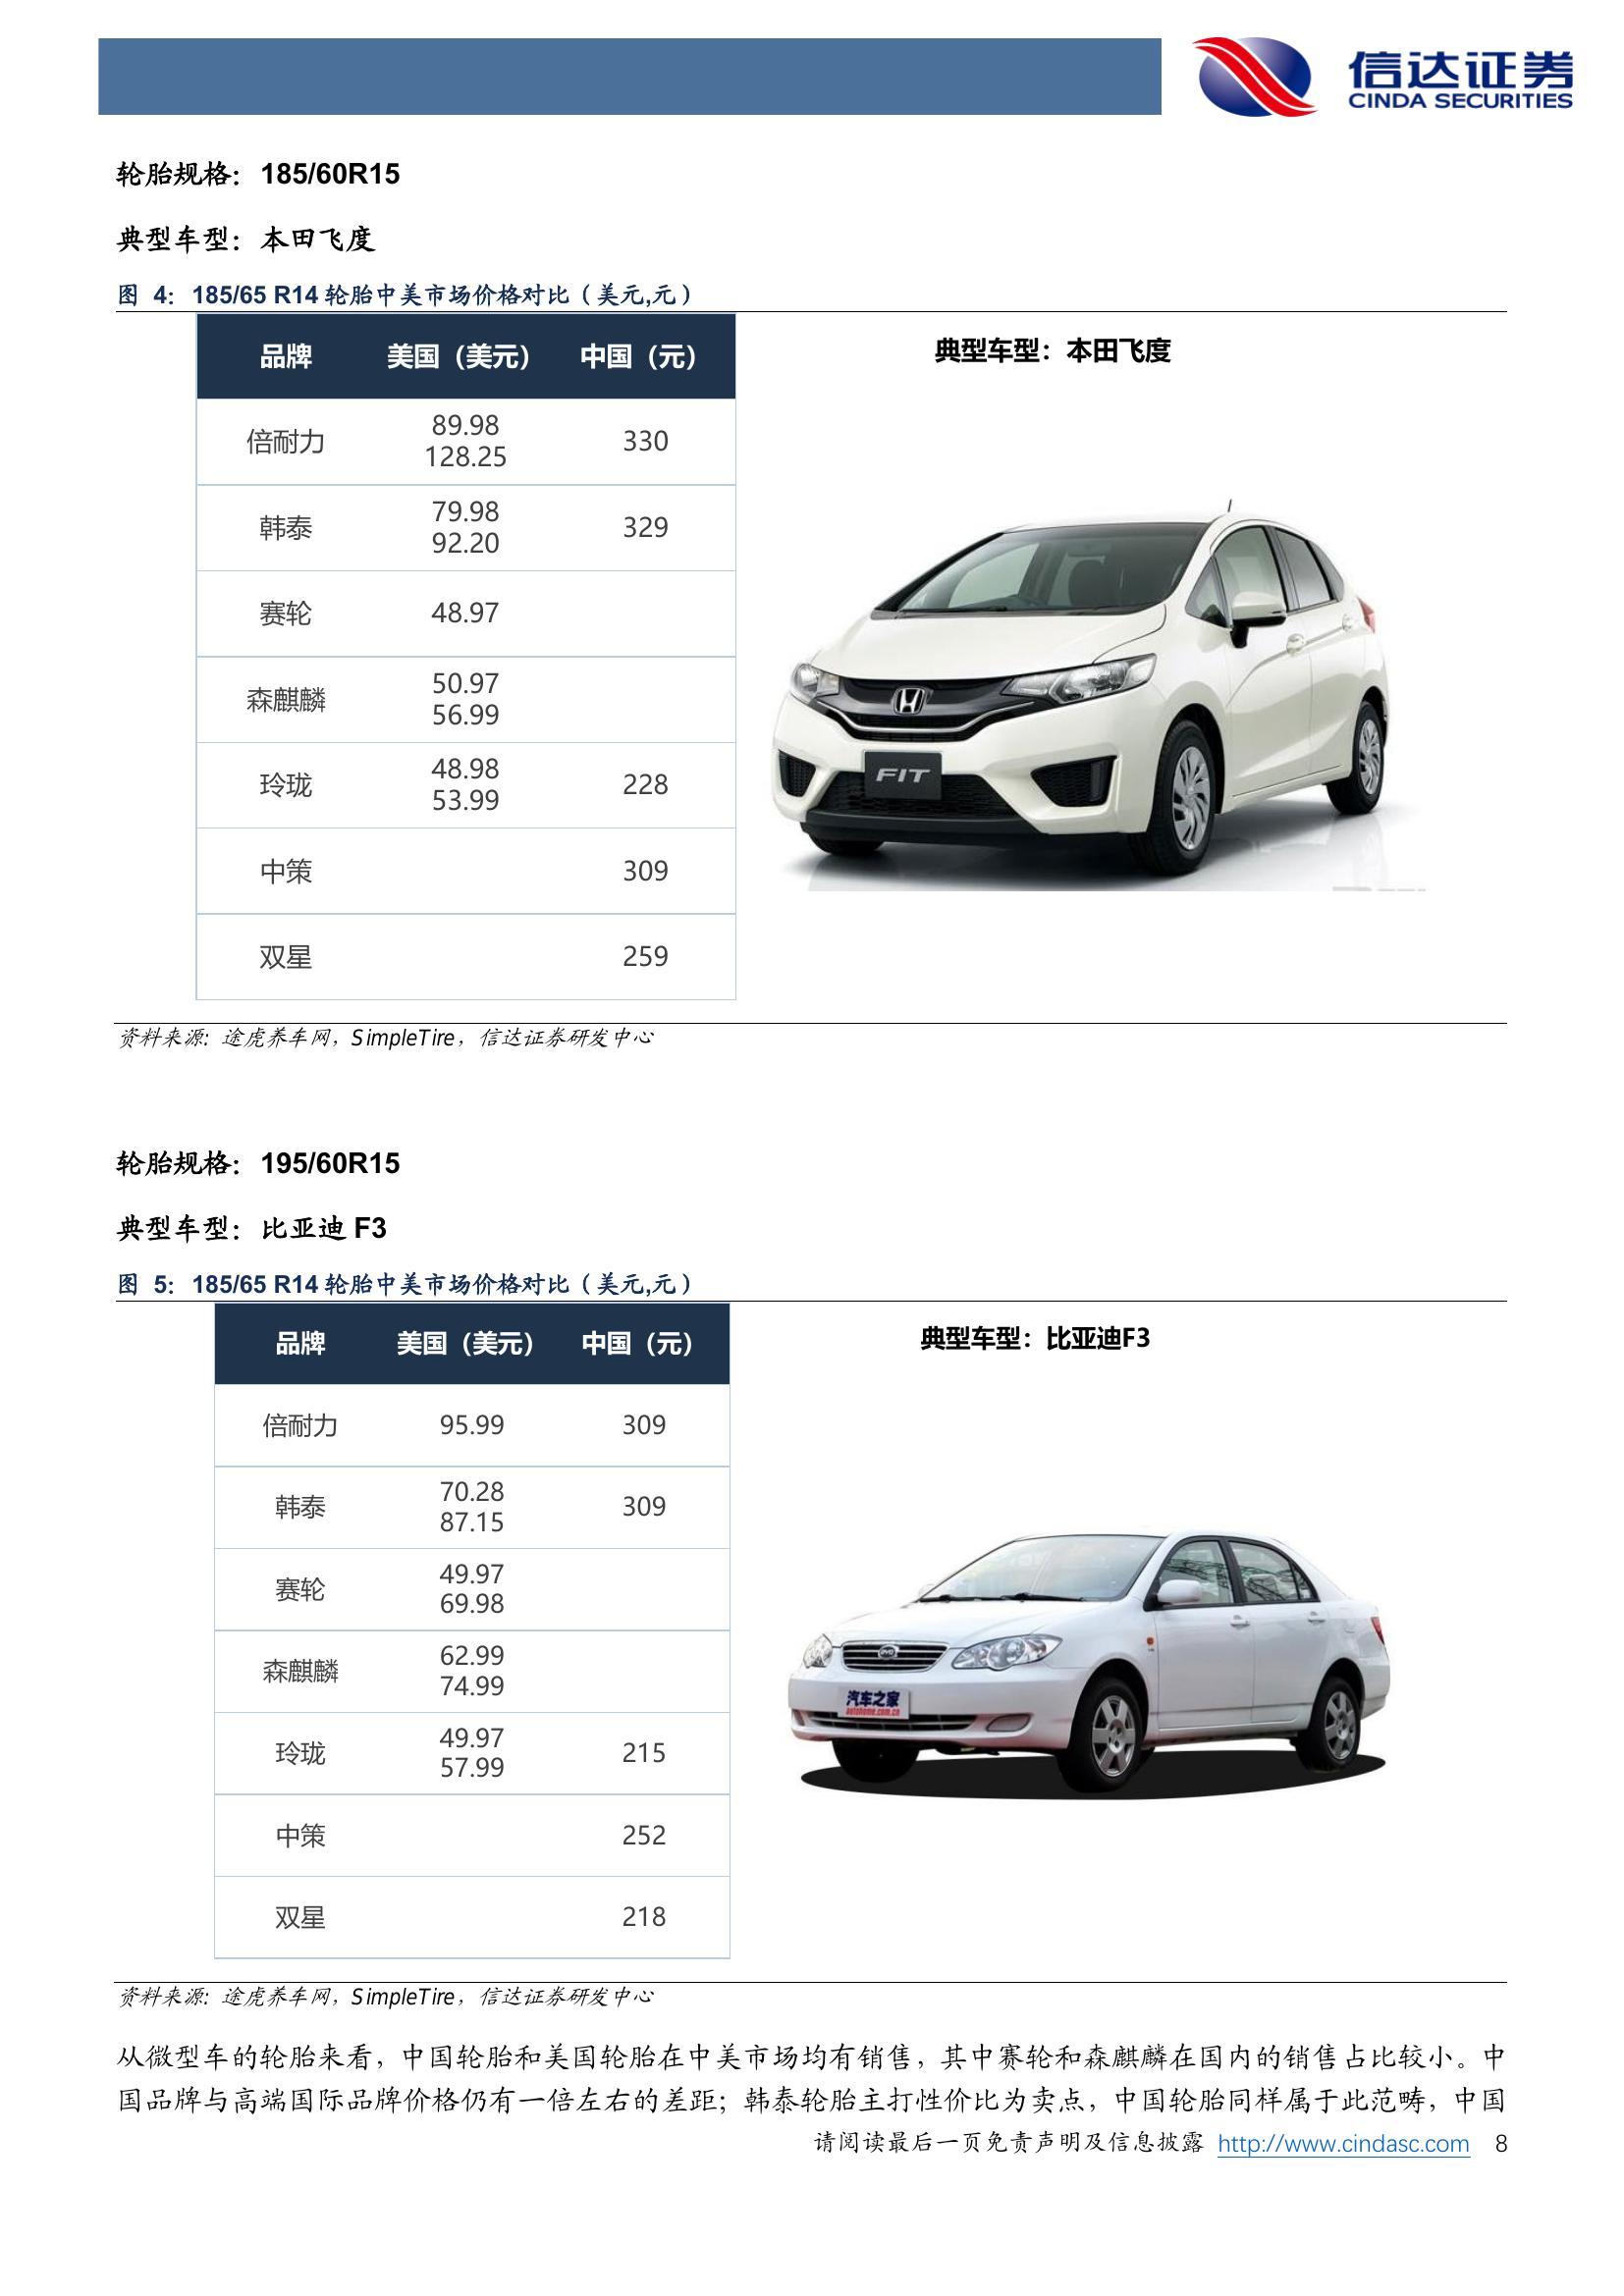 信达证券
CINDA SECURITIES
轮胎规格：185/60R15
典型车型：本田飞度
图 4：185/65 R14 轮胎中美市场价格对比（美元,元）
品牌 美国（美元） 中国（元）
典型车型：本田飞度
倍耐力 89.98 128.25 330
韩泰 79.98 92.20 329
赛轮 48.97
森麒麟 50.97 56.99
玲珑 48.98 53.99 228
中策 309
双星 259
FIT
资料来源：途虎养车网，SimpleTire，信达证券研发中心
轮胎规格：195/60R15
典型车型：比亚迪 F3
图 5：185/65 R14 轮胎中美市场价格对比（美元,元）
品牌 美国（美元） 中国（元）
典型车型：比亚迪F3
倍耐力 95.99 309
韩泰 70.28 87.15 309
赛轮 49.97 69.98
森麒麟 62.99 74.99
玲珑 49.97 57.99 215
中策 252
双星 218
汽车之家
autohome.com.cn
资料来源：途虎养车网，SimpleTire，信达证券研发中心
从微型车的轮胎来看，中国轮胎和美国轮胎在中美市场均有销售，其中赛轮和森麒麟在国内的销售占比较小。中
国品牌与高端国际品牌价格仍有一倍左右的差距；韩泰轮胎主打性价比为卖点，中国轮胎同样属于此范畴，中国
请阅读最后一页免责声明及信息披露 http://www.cindasc.com 8